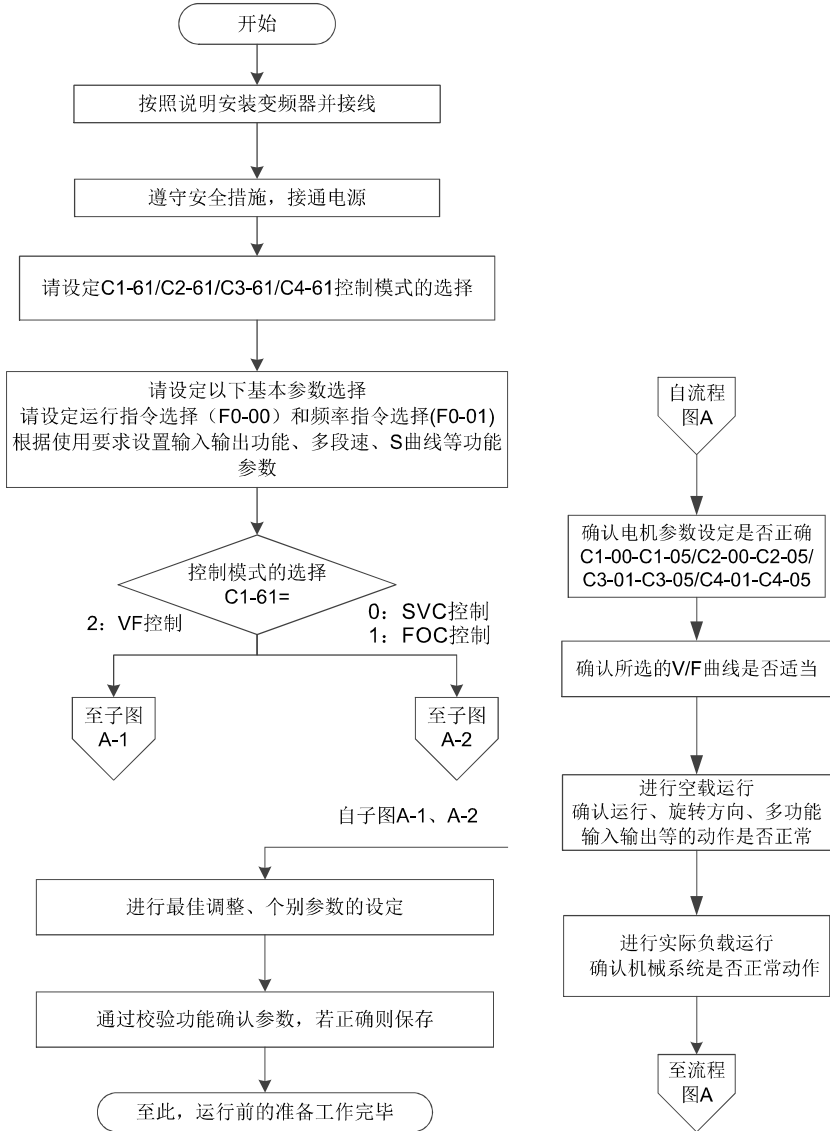 开始
按照说明安装变频器并接线
遵守安全措施，接通电源
请设定C1-61/C2-61/C3-61/C4-61控制模式的选择
请设定以下基本参数选择
请设定运行指令选择（F0-00）和频率指令选择(F0-01)
根据使用要求设置输入输出功能、多段速、S曲线等功能
参数
控制模式的选择
C1-61=
2：VF控制
0：SVC控制
1：FOC控制
至子图
A-1
至子图
A-2
自子图A-1、A-2
进行最佳调整、个别参数的设定
通过校验功能确认参数，若正确则保存
至此，运行前的准备工作完毕
自流程
图A
确认电机参数设定是否正确
C1-00-C1-05/C2-00-C2-05/
C3-01-C3-05/C4-01-C4-05
确认所选的V/F曲线是否适当
进行空载运行
确认运行、旋转方向、多功能
输入输出等的动作是否正常
进行实际负载运行
确认机械系统是否正常动作
至流程
图A